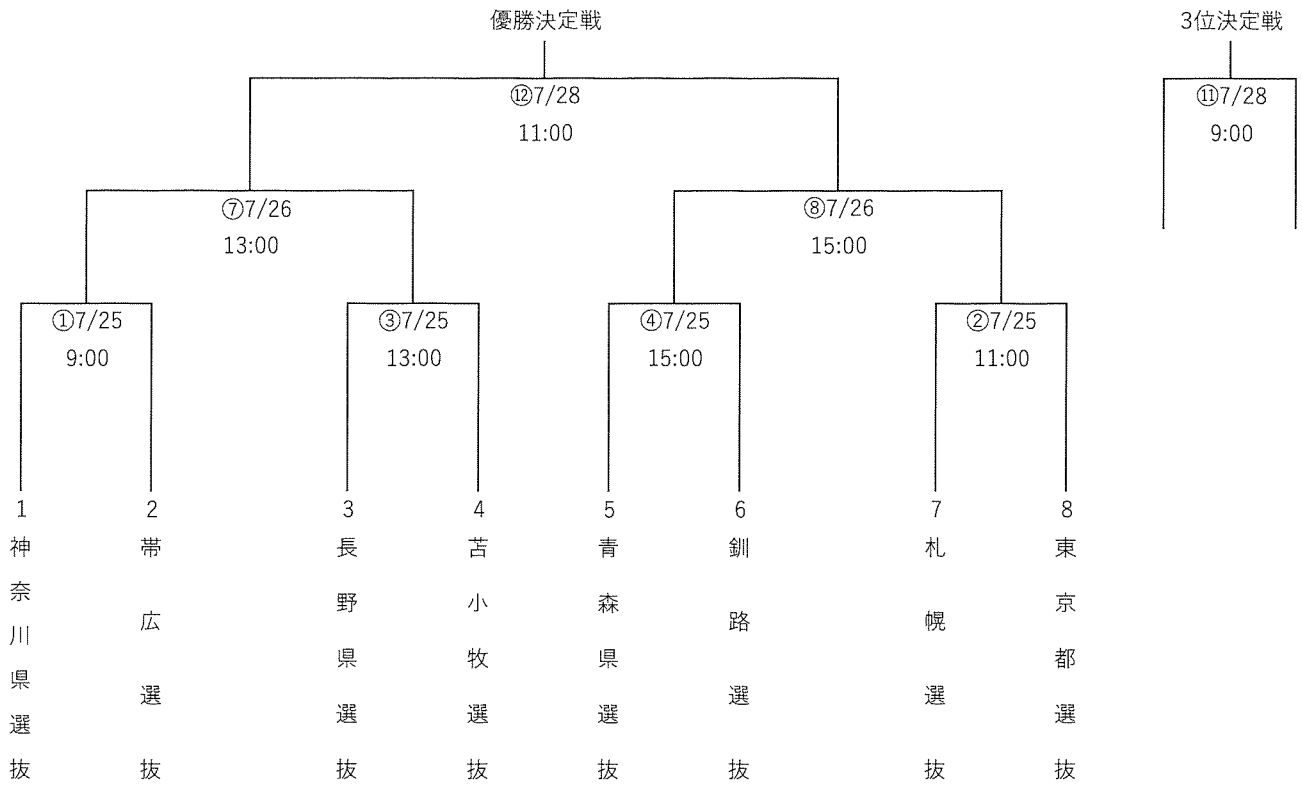 優勝決定戦
3位決定戦
⑫7/28
11:00
⑪7/28
9:00
⑦7/26
13:00
⑧7/26
15:00
①7/25
9:00
③7/25
13:00
④7/25
15:00
②7/25
11:00
1
神奈川県選抜
2
帯広選抜
3
長野県選抜
4
苫小牧選抜
5
青森県選抜
6
釧路選抜
7
札幌選抜
8
東京都選抜